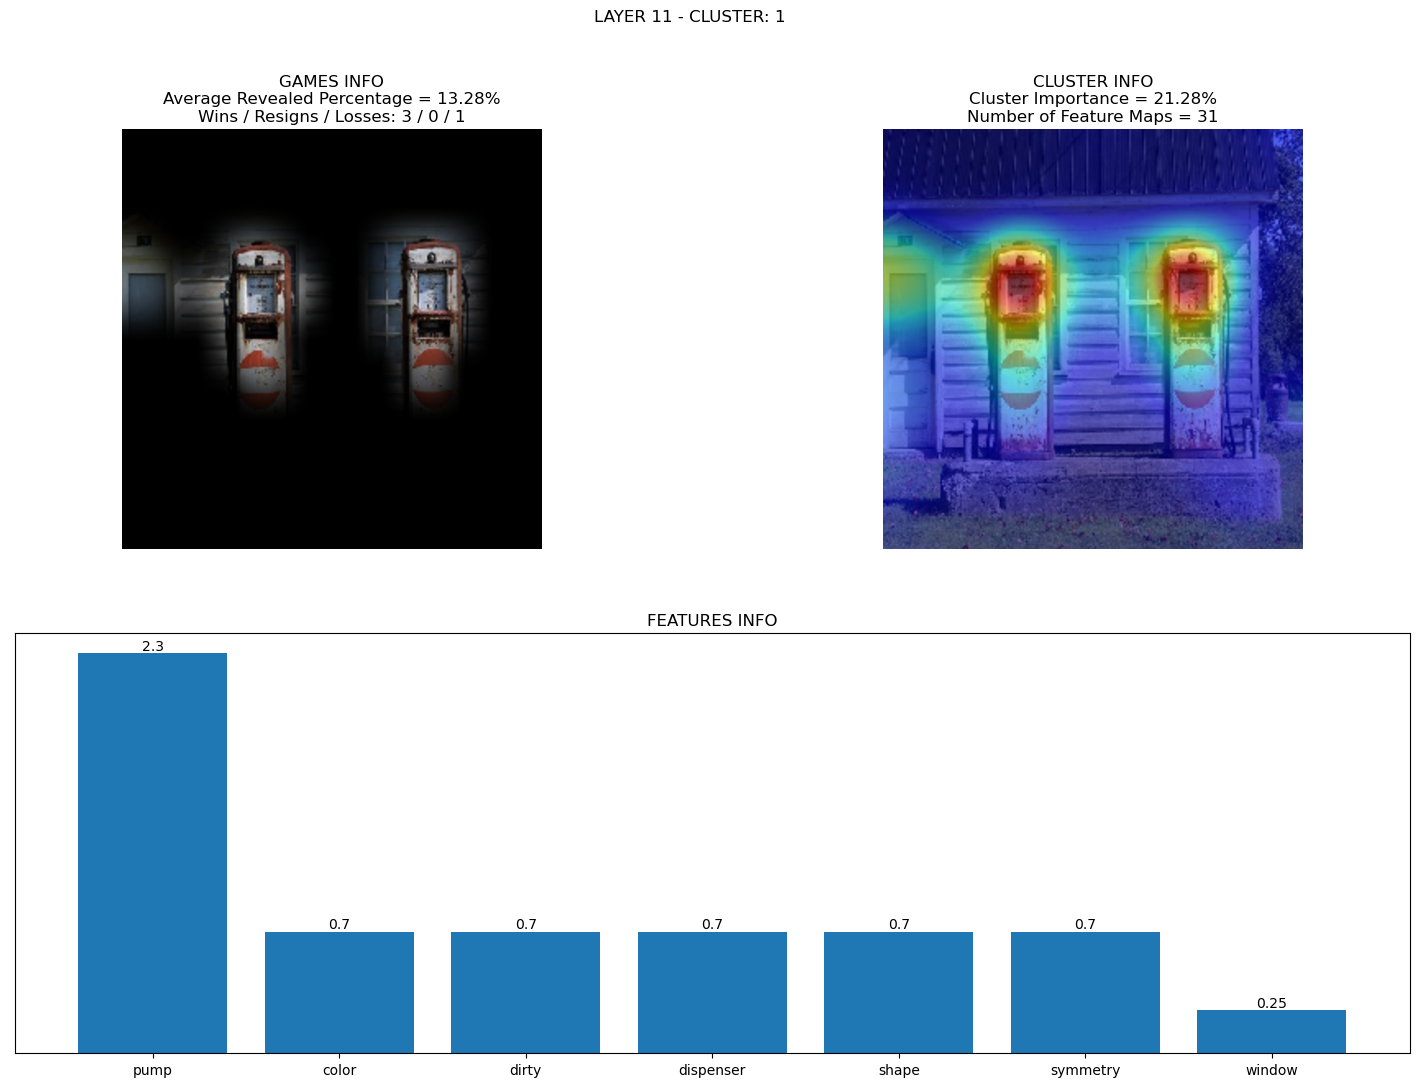 LAYER 11 - CLUSTER: 1
GAMES INFO
Average Revealed Percentage = 13.28%
Wins / Resigns / Losses: 3 / 0 / 1
CLUSTER INFO
Cluster Importance = 21.28%
Number of Feature Maps = 31
FEATURES INFO
2.3
0.7
0.7
0.7
0.7
0.7
0.25
pump
color
dirty
dispenser
shape
symmetry
window